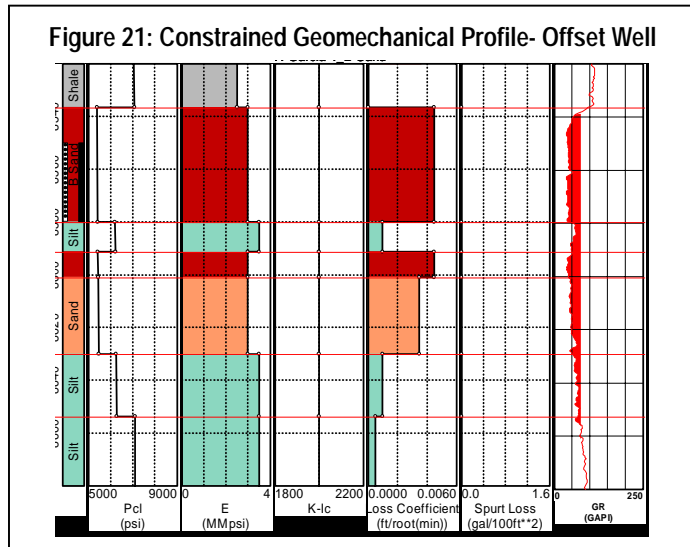 Figure 21: Constrained Geomechanical Profile- Offset Well
Shale
B Sand
Silt
Sand
Silt
Silt
5000 9000
Pcl
(psi)
0 4
E
(MMpsi)
1800 2200
K-Ic
0.0000 0.0060
Loss Coefficient
(ft/root(min))
0.0 1.6
Spurt Loss
(gal/100ft**2)
0 250
GR
(GAPI)